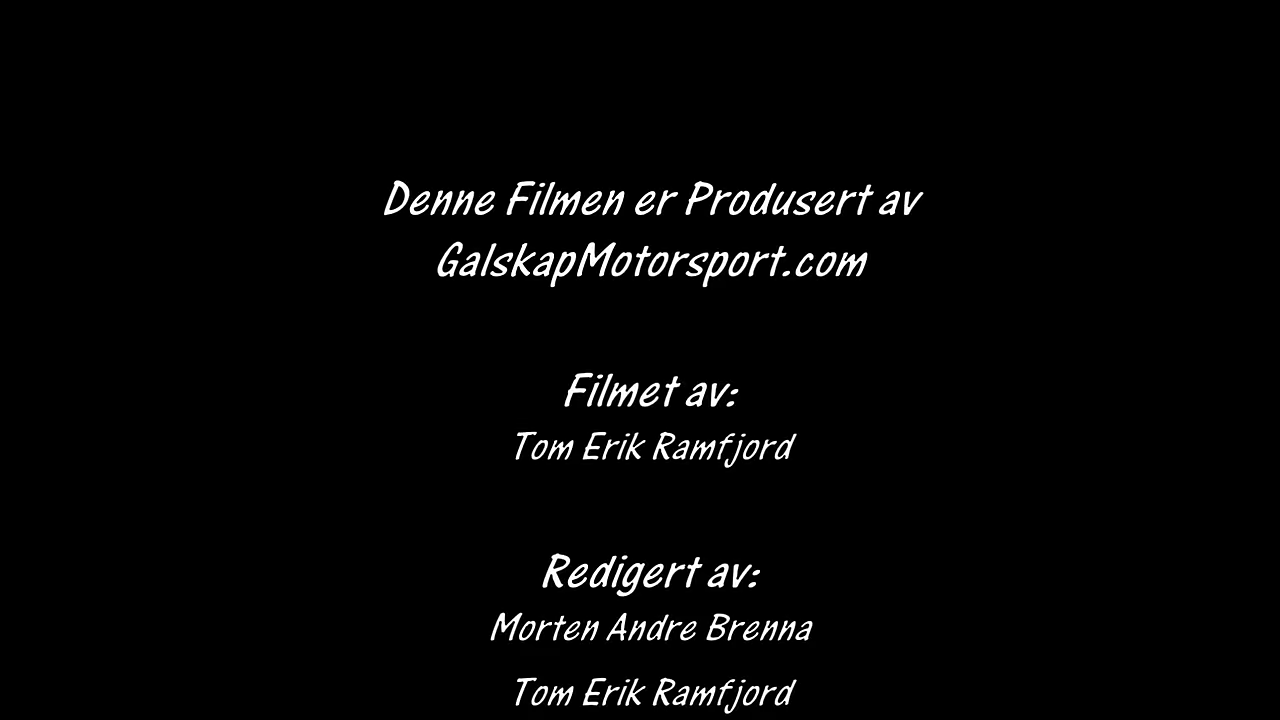 Denne Filmen er Produsert av
GalskapMotorsport.com
Filmet av:
Tom Erik Ramfjord
Redigert av:
Morten Andre Brenna
Tom Erik Ramfjord